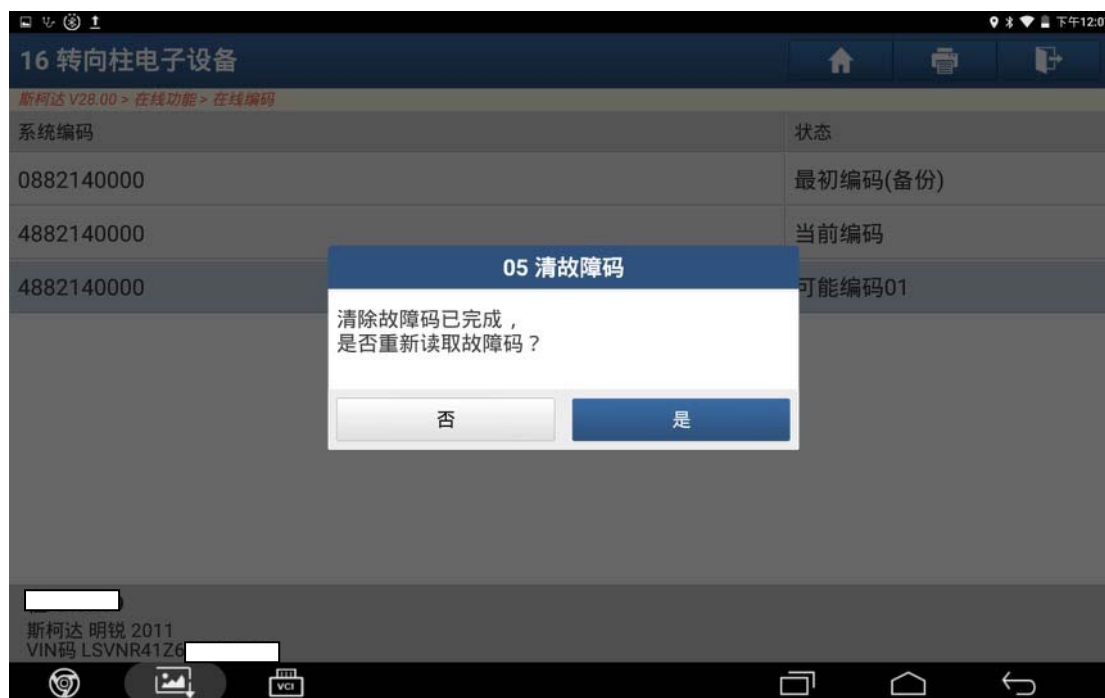 下午12:0
16 转向柱电子设备
斯柯达 V28.00 > 在线功能 > 在线编码
系统编码
状态
0882140000
最初编码(备份)
4882140000
当前编码
4882140000
可能编码01
05 清故障码
清除故障码已完成，
是否重新读取故障码？
否
是
斯柯达 明锐 2011
VIN码 LSVNR41Z6
VCI